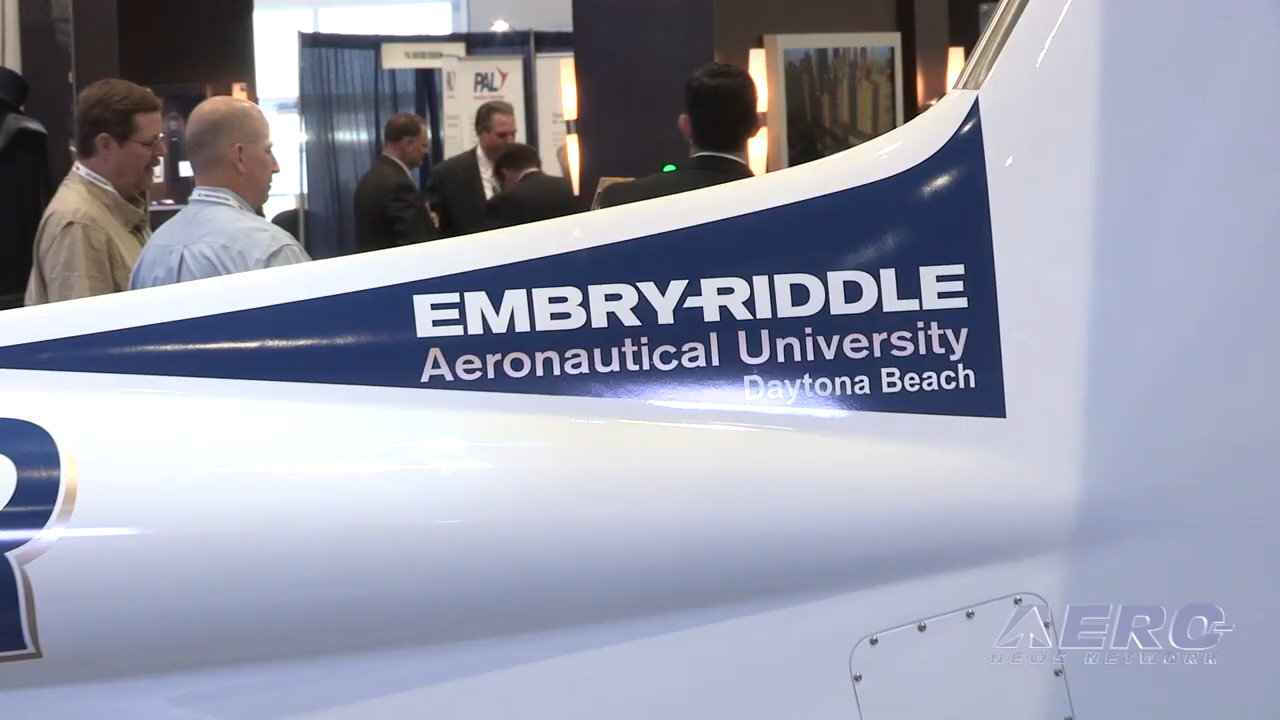 PAL
EMBRY-RIDDLE
Aeronautical University
Daytona Beach
R
AERO
NEWS NETWORK